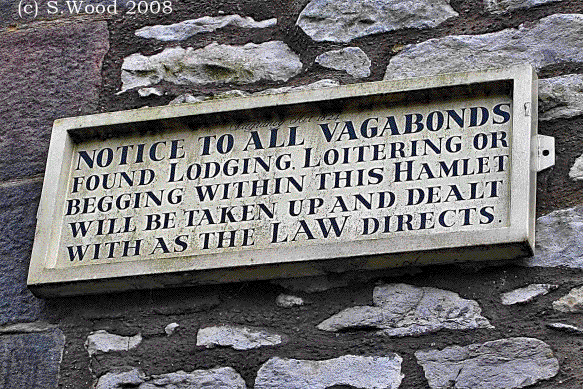 (c) S.Wood 2008
NOTICE TO ALL VAGABONDS
FOUND LODGING, LOITERING OR
BEGGING WITHIN THIS HAMLET
WILL BE TAKEN UP AND DEALT
WITH AS THE LAW DIRECTS.